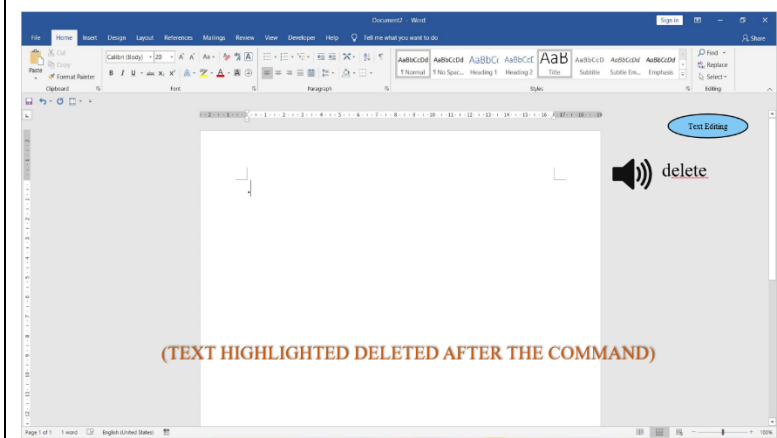 Document2 - Word
Sign in
File Home Insert Design Layout References Mailings Review View Developer Help Tell me what you want to do
Share
Cut
Copy
Format Painter
Paste
Calibri (Body) 20
AaBbCcDd AaBbCcDd AaBbCc AaBbCcC AaB AaBbCcD AaBbCcDd AaBbCcDd
1 Normal 1 No Spac... Heading 1 Heading 2 Title Subtitle Subtle Em... Emphasis
Find
Replace
Select
Clipboard Font Paragraph Styles Editing
Text Editing
delete
(TEXT HIGHLIGHTED DELETED AFTER THE COMMAND)
Page 1 of 1 1 word English (United States)
100%